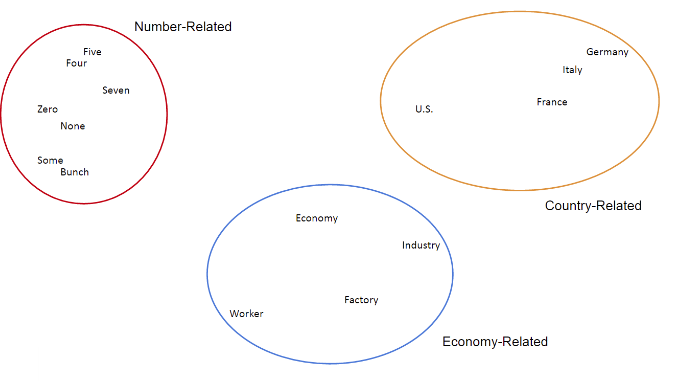 Number-Related
Five
Four
Seven
Zero
None
Some
Bunch
Germany
Italy
France
U.S.
Country-Related
Economy
Industry
Factory
Worker
Economy-Related